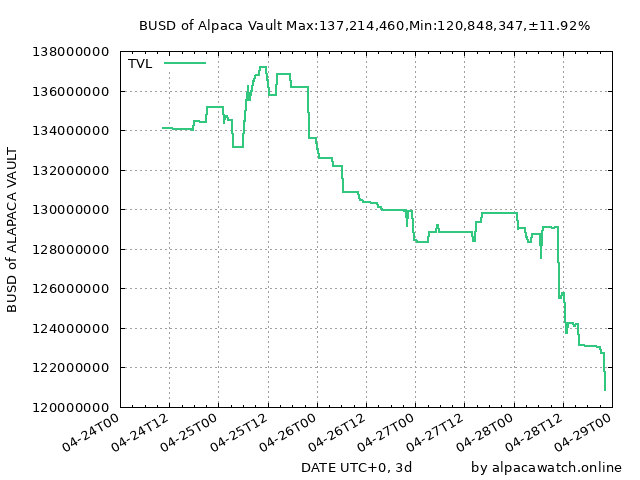 BUSD of Alpaca Vault Max:137,214,460,Min:120,848,347,±11.92%
TVL
BUSD of ALAPACA VAULT
138000000
136000000
134000000
132000000
130000000
128000000
126000000
124000000
122000000
120000000
04-24T00
04-24T12
04-25T00
04-25T12
04-26T00
04-26T12
04-27T00
04-27T12
04-28T00
04-28T12
04-29T00
DATE UTC+0, 3d
by alpacawatch.online